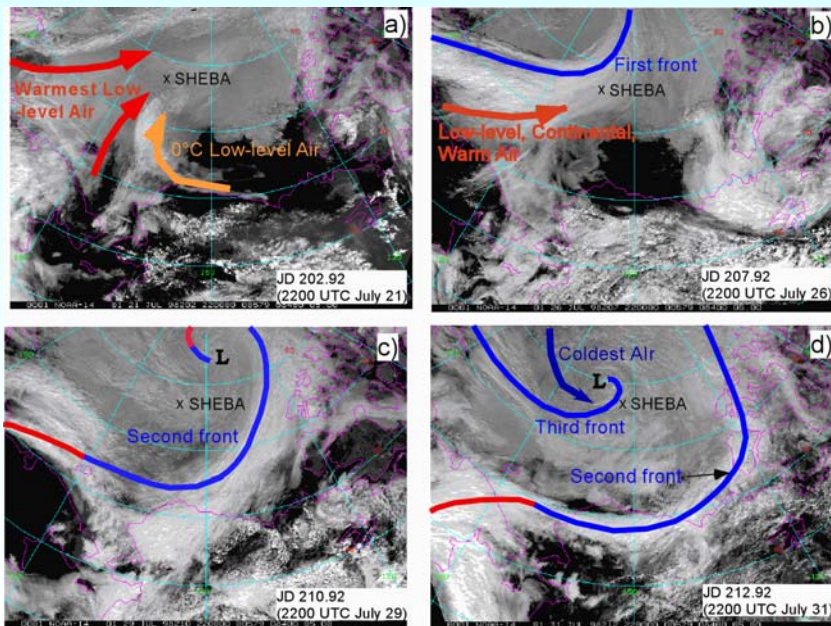 a)
SHEBA
Warmest Low
-level Air
0°C Low-level Air
JD 202.92
(2200 UTC July 21)
b)
First front
SHEBA
Low-level, Continental,
Warm Air
JD 207.92
(2200 UTC July 26)
c)
L
SHEBA
Second front
JD 210.92
(2200 UTC July 29)
d)
Coldest Air
L
SHEBA
Third front
Second front
JD 212.92
(2200 UTC July 31)